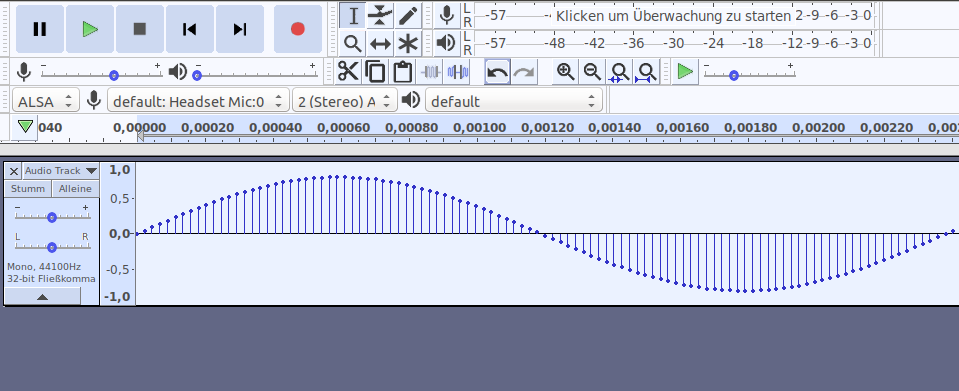 L
R
-57 -- Klicken um Überwachung zu starten 2 -9 -6 -3 0
L
R
-57 -48 -42 -36 -30 -24 -18 -12 -9 -6 -3 0
- + - + - +
ALSA default: Headset Mic:0 2 (Stereo) A default
040 0,00000 0,00020 0,00040 0,00060 0,00080 0,00100 0,00120 0,00140 0,00160 0,00180 0,00200 0,00220 0,002
Audio Track 1,0
Stumm Alleine
0,5
- +
0,0
L R
Mono, 44100Hz
-0,5
32-bit Fließkomma
-1,0